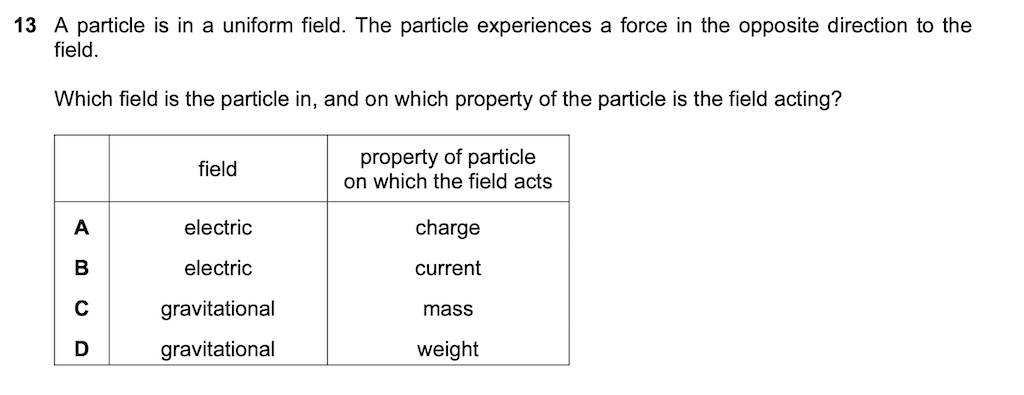 13 A particle is in a uniform field. The particle experiences a force in the opposite direction to the
field.
Which field is the particle in, and on which property of the particle is the field acting?
field
property of particle
on which the field acts
A electric charge
B electric current
C gravitational mass
D gravitational weight